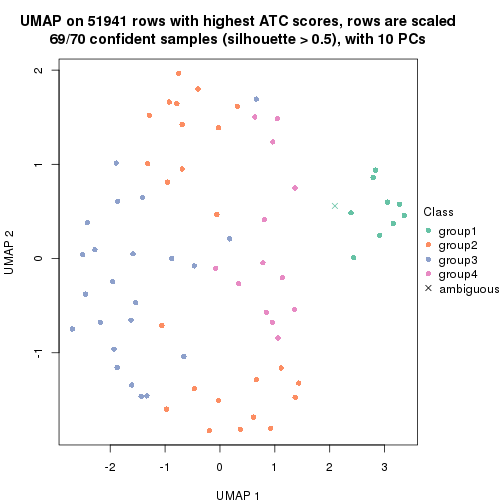 UMAP on 51941 rows with highest ATC scores, rows are scaled
69/70 confident samples (silhouette > 0.5), with 10 PCs
2
1
0
-1
UMAP 2
-2
-1
0
1
2
3
UMAP 1
Class
group1
group2
group3
group4
ambiguous